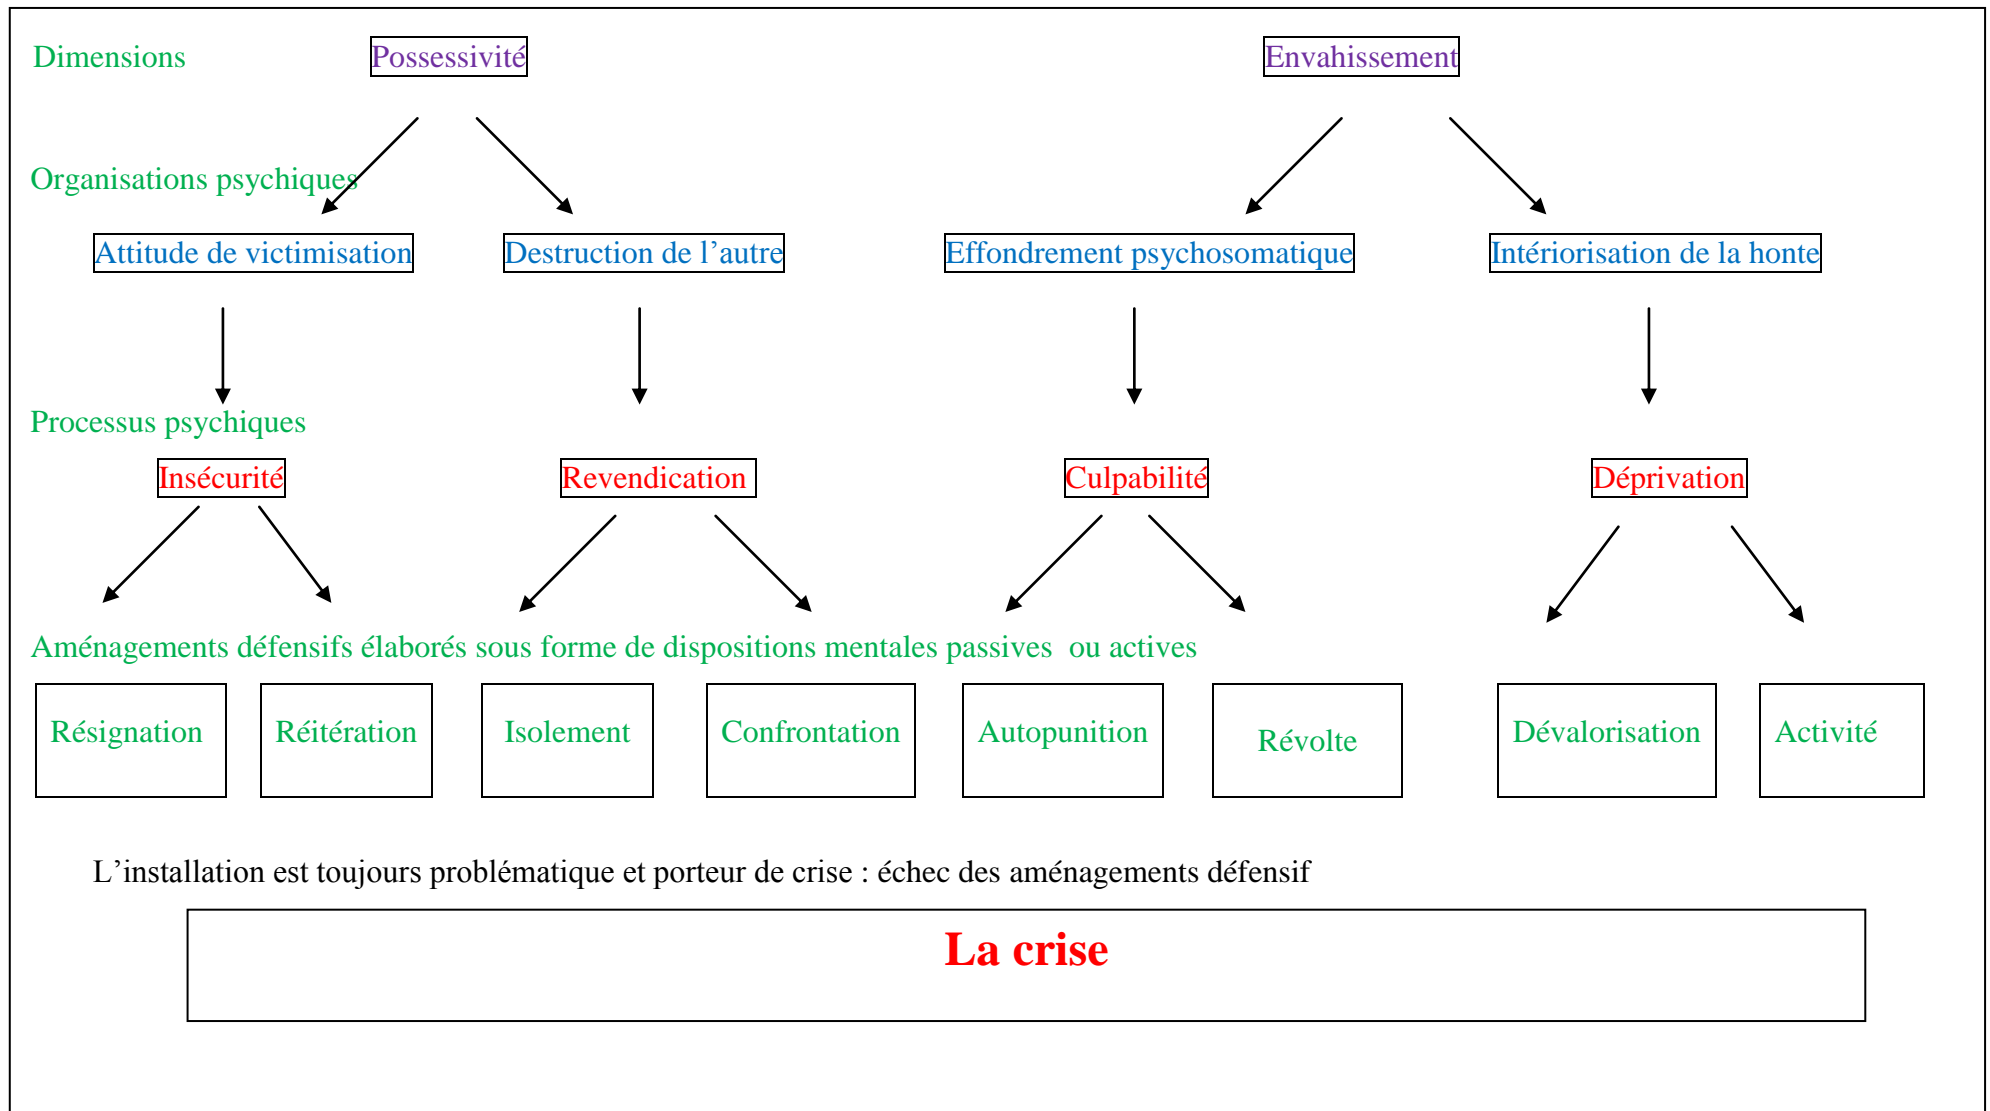 Dimensions Possessivité Envahissement
Organisations psychiques
Attitude de victimisation Destruction de l’autre Effondrement psychosomatique Intériorisation de la honte
Processus psychiques
Insécurité Revendication Culpabilité Déprivation
Aménagements défensifs élaborés sous forme de dispositions mentales passives ou actives
Résignation Réitération Isolement Confrontation Autopunition Révolte Dévalorisation Activité
L’installation est toujours problématique et porteur de crise : échec des aménagements défensif
La crise